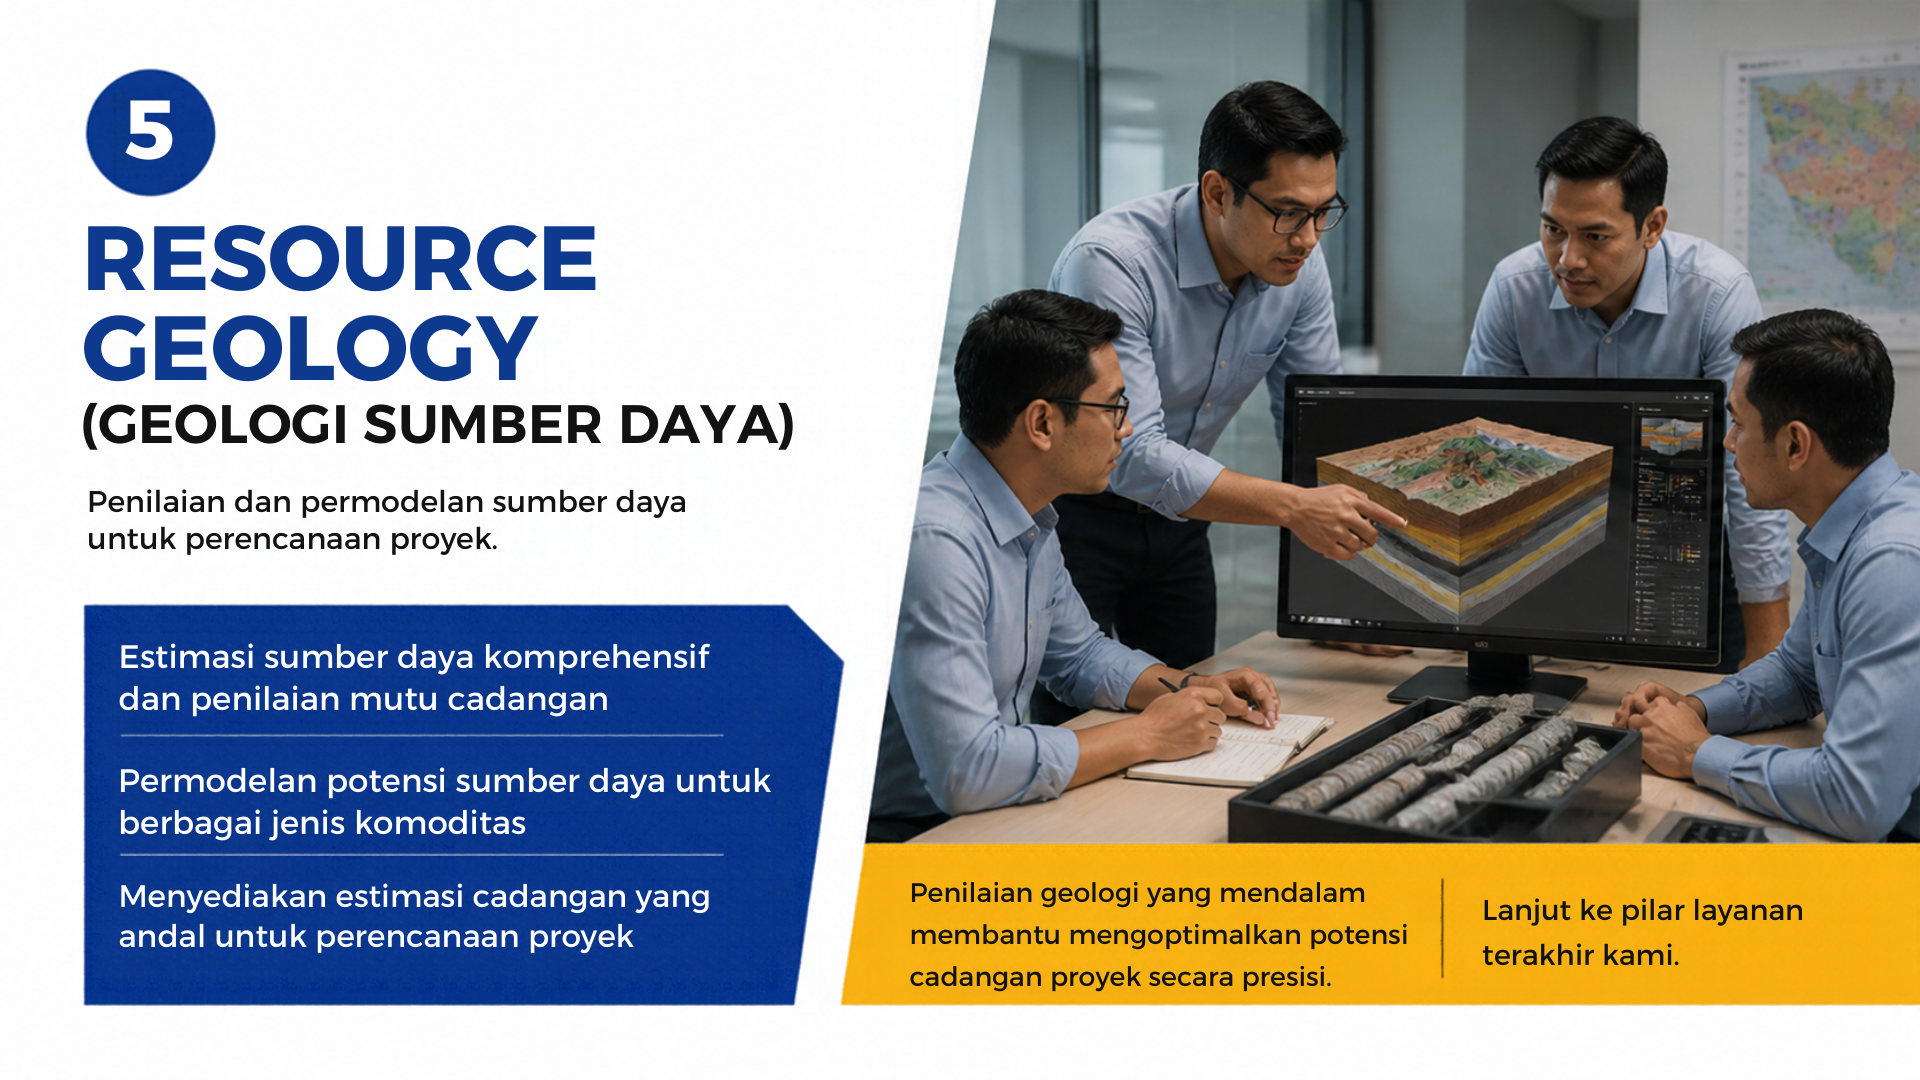 5
RESOURCE
GEOLOGY
(GEOLOGI SUMBER DAYA)
Penilaian dan permodelan sumber daya
untuk perencanaan proyek.
Estimasi sumber daya komprehensif
dan penilaian mutu cadangan
Permodelan potensi sumber daya untuk
berbagai jenis komoditas
Menyediakan estimasi cadangan yang
andal untuk perencanaan proyek
Penilaian geologi yang mendalam
membantu mengoptimalkan potensi
cadangan proyek secara presisi.
Lanjut ke pilar layanan
terakhir kami.